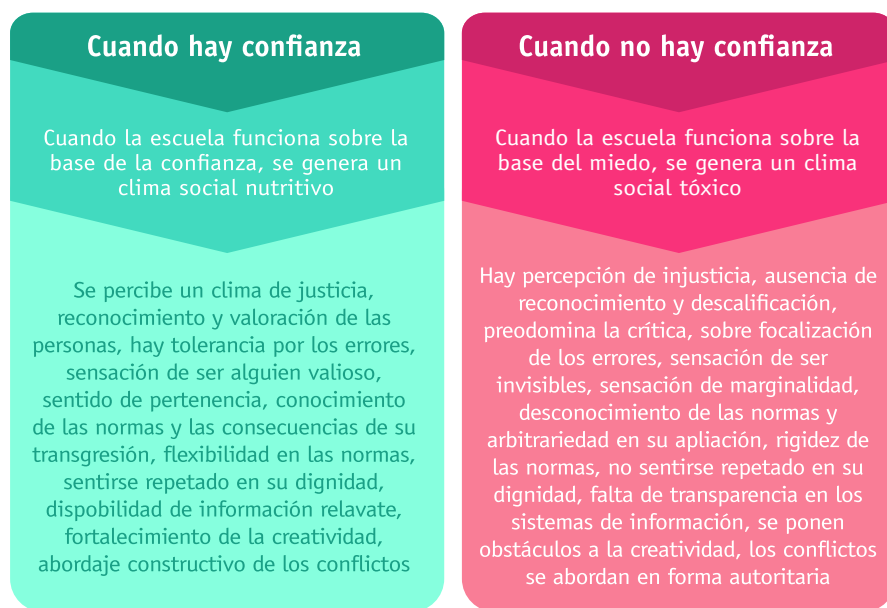 Cuando hay confianza
Cuando la escuela funciona sobre la
base de la confianza, se genera un
clima social nutritivo
Se percibe un clima de justicia,
reconocimiento y valoración de las
personas, hay tolerancia por los errores,
sensación de ser alguien valioso,
sentido de pertenencia, conocimiento
de las normas y las consecuencias de su
transgresión, flexibilidad en las normas,
sentirse repetado en su dignidad,
dispobilidad de información relavate,
fortalecimiento de la creatividad,
abordaje constructivo de los conflictos
Cuando no hay confianza
Cuando la escuela funciona sobre la
base del miedo, se genera un clima
social tóxico
Hay percepción de injusticia, ausencia de
reconocimiento y descalificación,
preodomina la crítica, sobre focalización
de los errores, sensación de ser
invisibles, sensación de marginalidad,
desconocimiento de las normas y
arbitrariedad en su apliación, rigidez de
las normas, no sentirse repetado en su
dignidad, falta de transparencia en los
sistemas de información, se ponen
obstáculos a la creatividad, los conflictos
se abordan en forma autoritaria